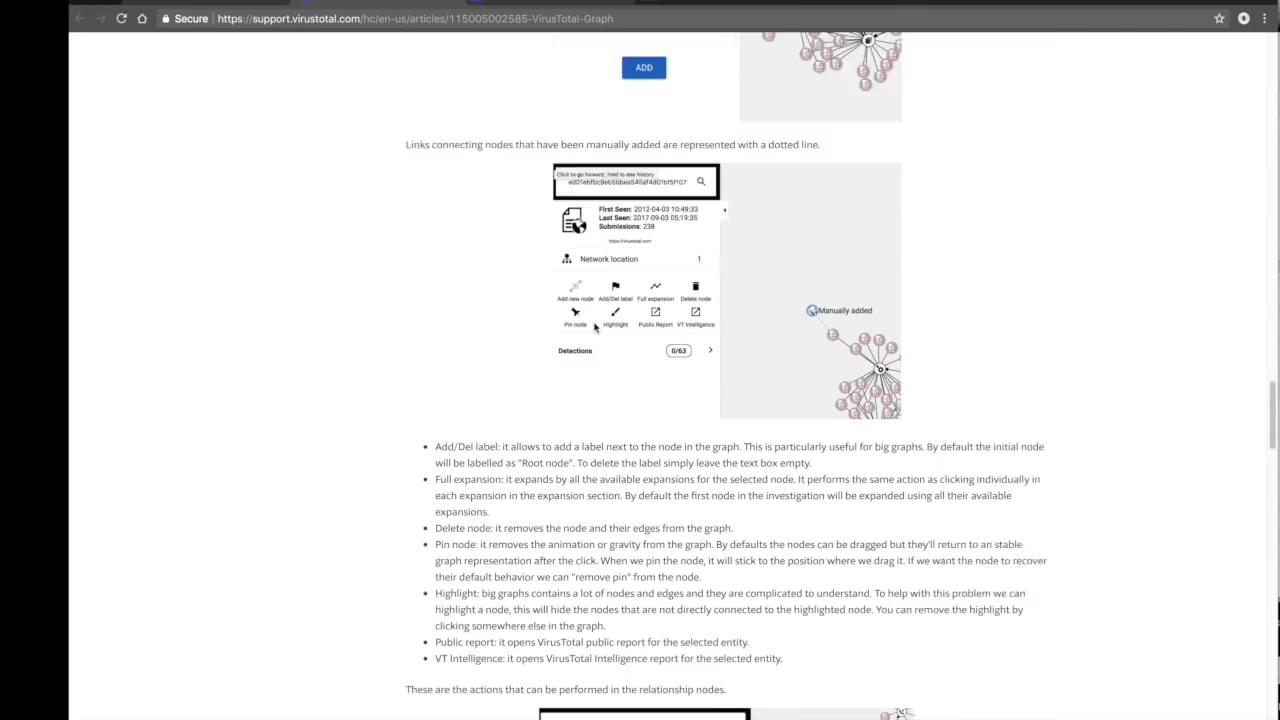 Secure https://support.virustotal.com/hc/en-us/articles/115005002585-VirusTotal-Graph
ADD
Links connecting nodes that have been manually added are represented with a dotted line.
Click to go forward, hold to see history
First Seen: 2012-04-03 10:49:33
Last Seen: 2017-09-03 05:19:35
Submissions: 238
https://virustotal.com/
Network location 1
Add new node Add/Del label Full expansion Delete node
Pin node Hightlight Public Report VT Intelligence
Detections 0/63
Manually added
• Add/Del label: it allows to add a label next to the node in the graph. This is particularly useful for big graphs. By default the initial node
will be labelled as "Root node". To delete the label simply leave the text box empty.
• Full expansion: it expands by all the available expansions for the selected node. It performs the same action as clicking individually in
each expansion in the expansion section. By default the first node in the investigation will be expanded using all their available
expansions.
• Delete node: it removes the node and their edges from the graph.
• Pin node: it removes the animation or gravity from the graph. By defaults the nodes can be dragged but they'll return to an stable
graph representation after the click. When we pin the node, it will stick to the position where we drag it. If we want the node to recover
their default behavior we can "remove pin" from the node.
• Highlight: big graphs contains a lot of nodes and edges and they are complicated to understand. To help with this problem we can
highlight a node, this will hide the nodes that are not directly connected to the highlighted node. You can remove the highlight by
clicking somewhere else in the graph.
• Public report: it opens VirusTotal public report for the selected entity.
• VT Intelligence: it opens VirusTotal Intelligence report for the selected entity.
These are the actions that can be performed in the relationship nodes.